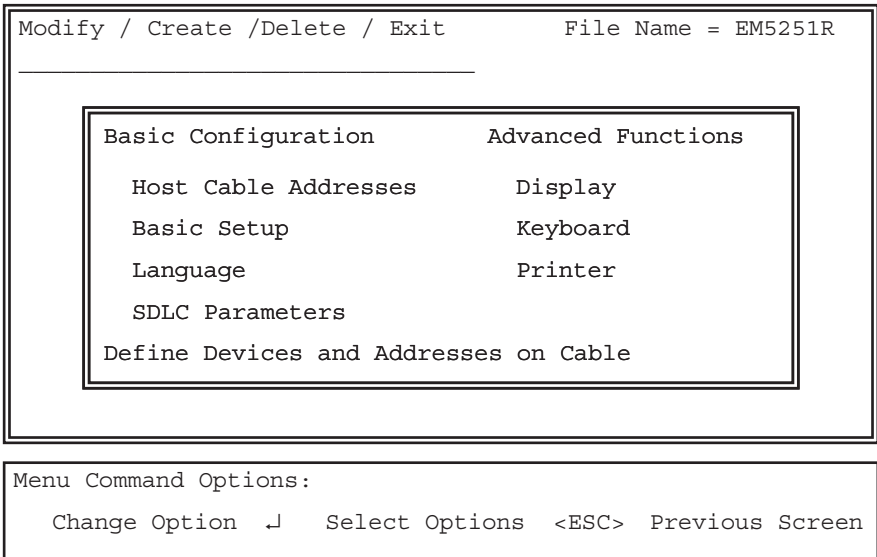 Modify / Create /Delete / Exit File Name = EM5251R
Basic Configuration Advanced Functions
Host Cable Addresses Display
Basic Setup Keyboard
Language Printer
SDLC Parameters
Define Devices and Addresses on Cable
Menu Command Options:
Change Option ↵ Select Options <ESC> Previous Screen